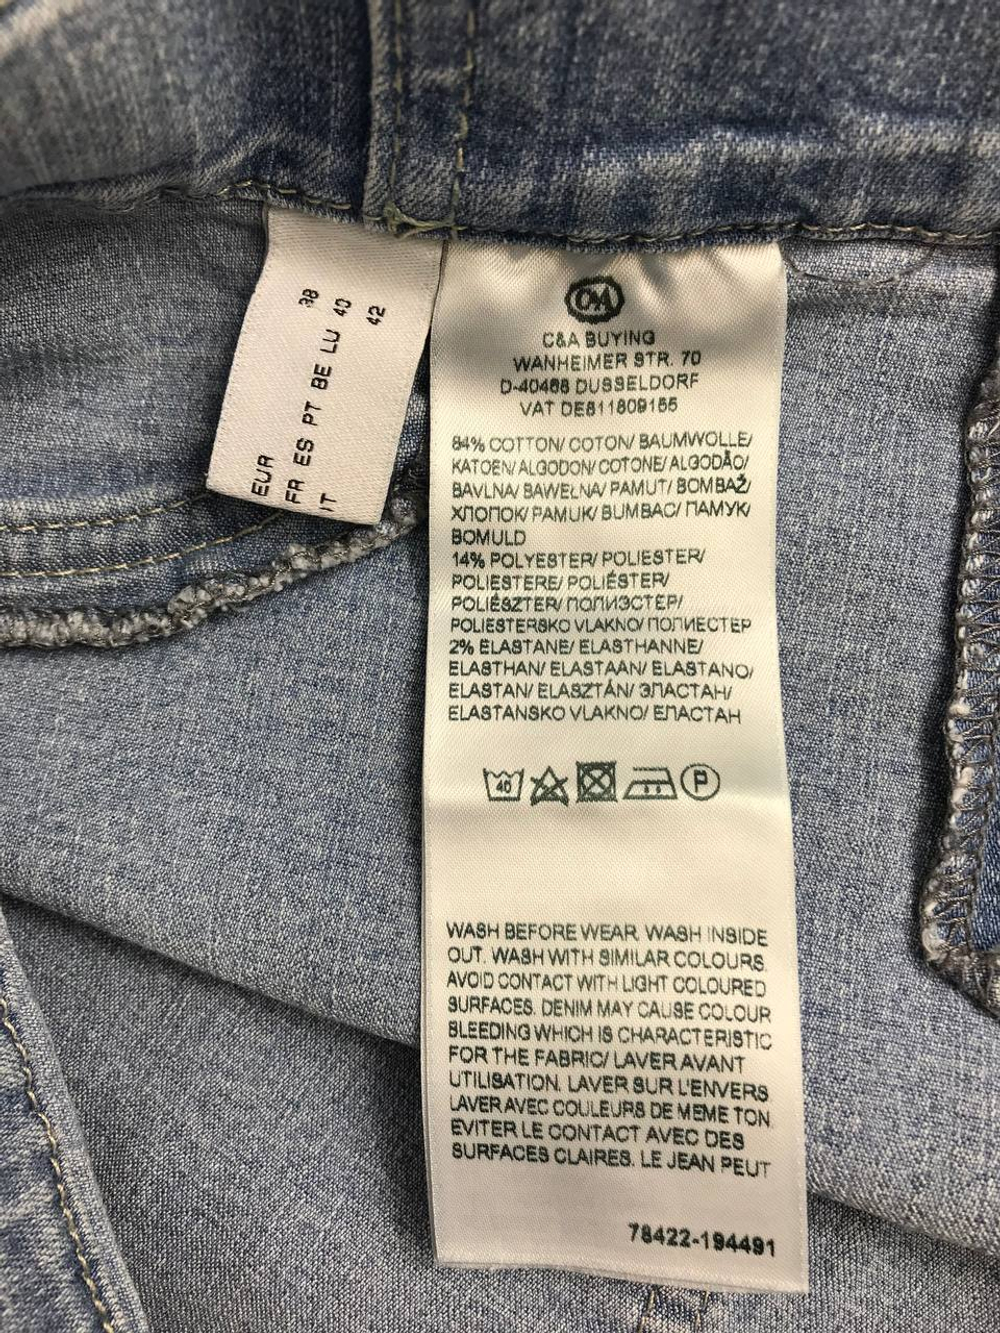 EUR 38
FR ES PT BE LU 40
IT 42
C&A
C&A BUYING
WANHEIMER STR. 70
D-40468 DUSSELDORF
VAT DE811809155
84% COTTON/ COTON/ BAUMWOLLE/
KATOEN/ ALGODON/ COTONE/ ALGODÃO/
BAVLNA/ BAWEŁNA/ PAMUT/ BOMBAŽ/
ХЛОПОК/ PAMUK/ BUMBAC/ ПАМУК/
BOMULD
14% POLYESTER/ POLIESTER/
POLIESTERE/ POLIÉSTER/
POLIÉSZTER/ ПОЛИЭСТЕР/
POLIESTERSKO VLAKNO/ ПОЛИЕСТЕР
2% ELASTANE/ ELASTHANNE/
ELASTHAN/ ELASTAAN/ ELASTANO/
ELASTAN/ ELASZTÁN/ ЭЛАСТАН/
ELASTANSKO VLAKNO/ ЕЛАСТАН
40 P
WASH BEFORE WEAR. WASH INSIDE
OUT. WASH WITH SIMILAR COLOURS.
AVOID CONTACT WITH LIGHT COLOURED
SURFACES. DENIM MAY CAUSE COLOUR
BLEEDING WHICH IS CHARACTERISTIC
FOR THE FABRIC/ LAVER AVANT
UTILISATION. LAVER SUR L'ENVERS
LAVER AVEC COULEURS DE MEME TON.
EVITER LE CONTACT AVEC DES
SURFACES CLAIRES. LE JEAN PEUT
78422-194491